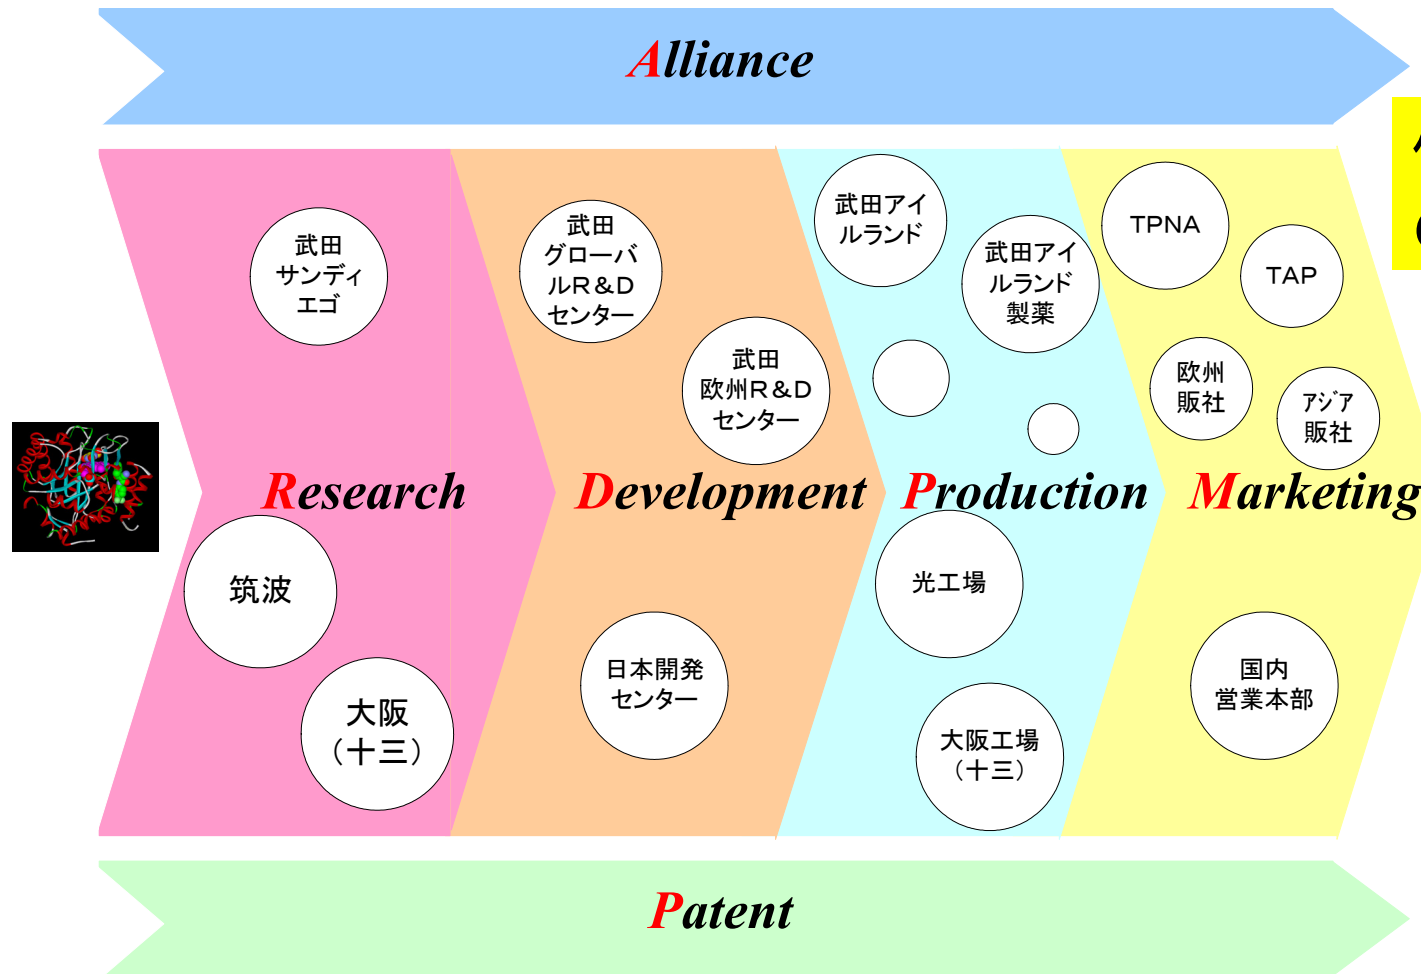 Alliance
武田
サンディ
エゴ
武田
グローバ
ルR＆D
センター
武田
欧州R＆D
センター
武田アイ
ルランド
武田アイ
ルランド
製薬
TPNA
TAP
欧州
販社
アジア
販社
Research
Development
Production
Marketing
筑波
大阪
（十三）
日本開発
センター
光工場
大阪工場
（十三）
国内
営業本部
Patent